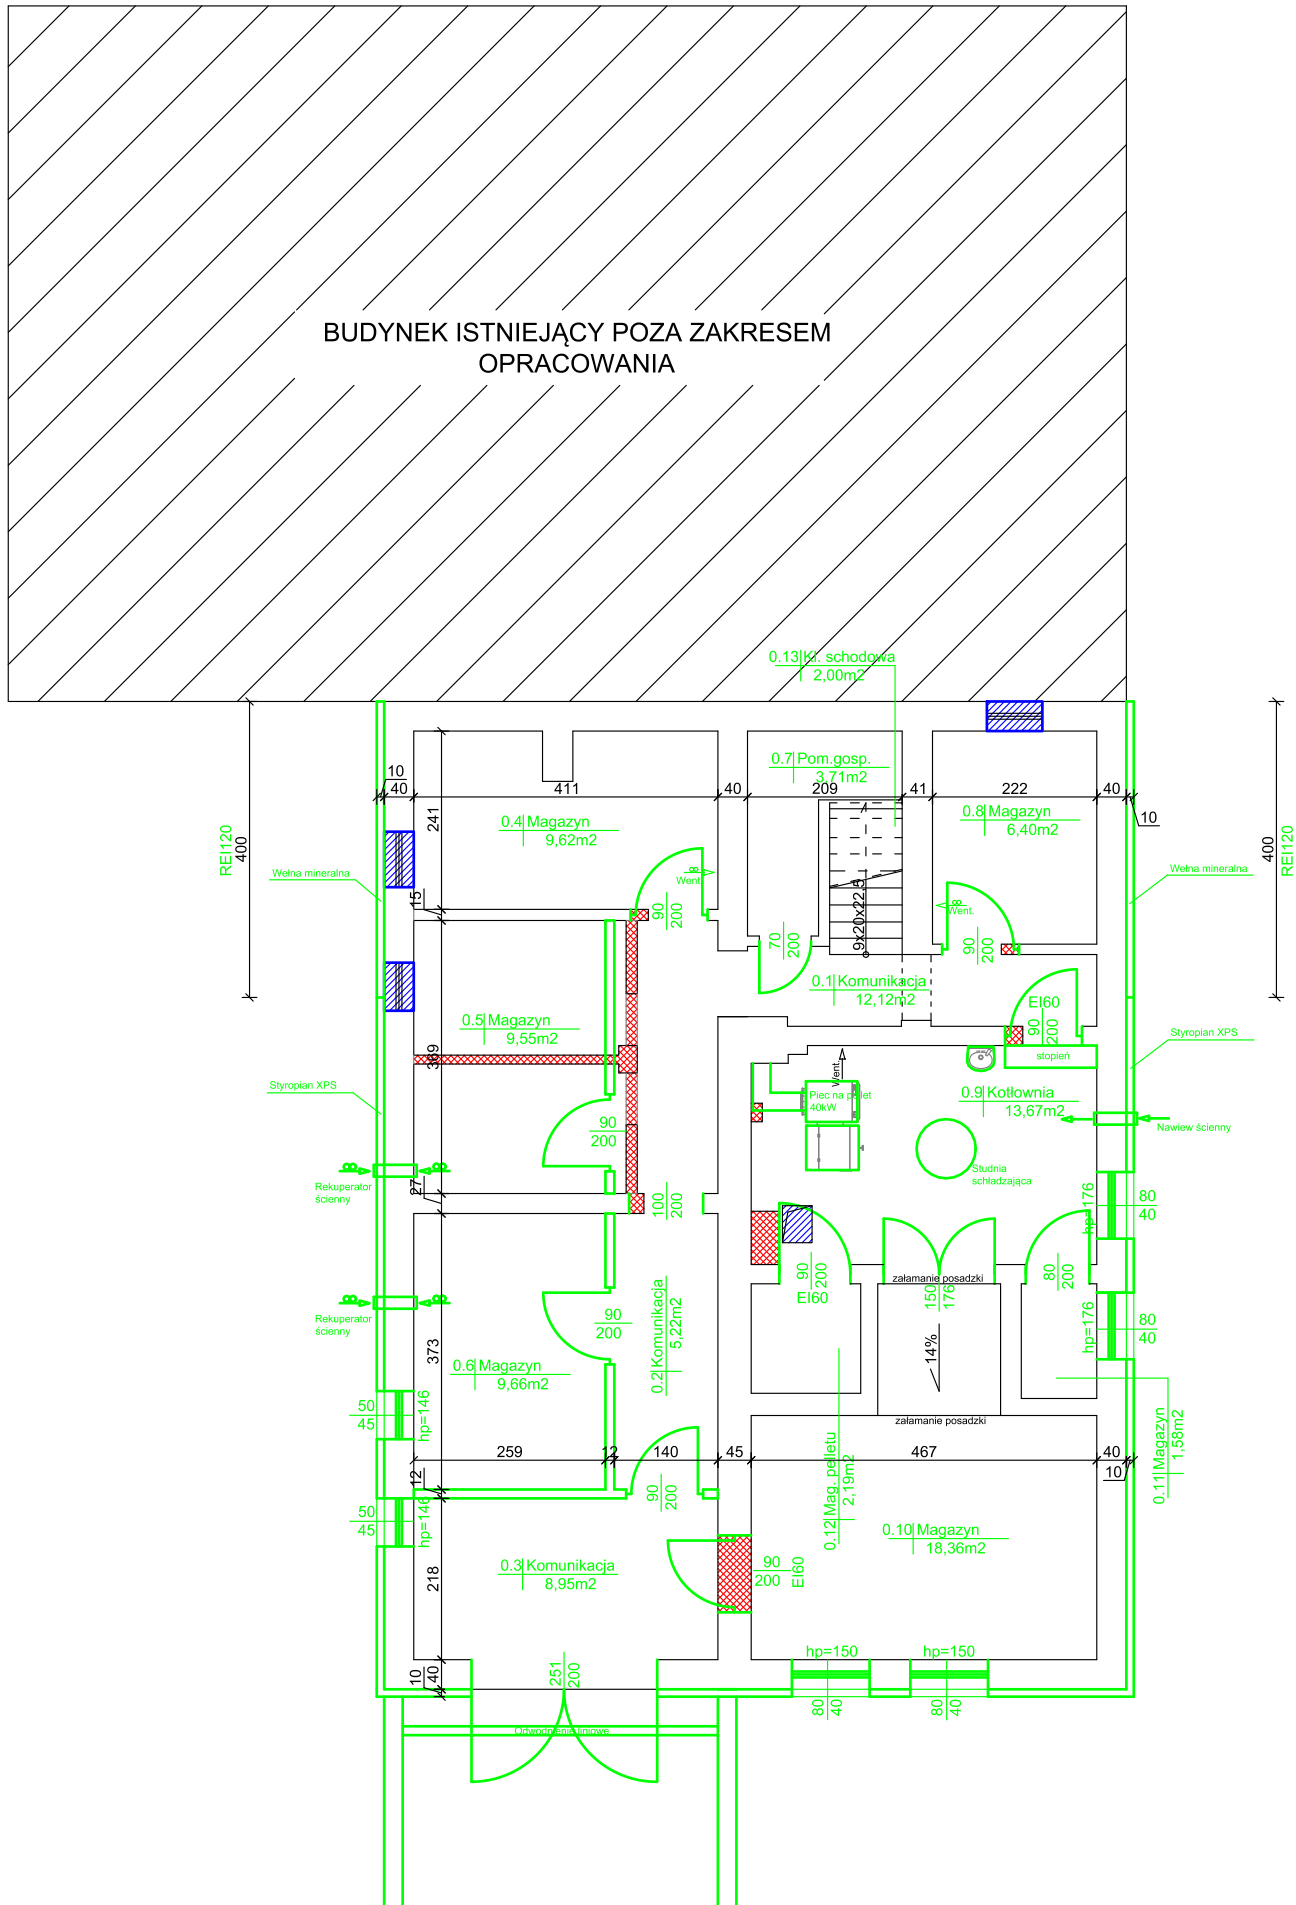 BUDYNEK ISTNIEJĄCY POZA ZAKRESEM
OPRACOWANIA
0.13 Kl. schodowa
2,00m2
0.7 Pom.gosp.
3,71m2
10
40
411
40
209
41
222
40
10
REI120
400
400
REI120
241
0.4 Magazyn
9,62m2
0.8 Magazyn
6,40m2
Wełna mineralna
Wełna mineralna
Went.
Went.
15
90
200
70
200
9x20x22,5
90
200
0.1 Komunikacja
12,12m2
EI60
90
200
0.5 Magazyn
9,55m2
369
stopień
Styropian XPS
Styropian XPS
Went.
Piec na pellet
40kW
0.9 Kotłownia
13,67m2
Nawiew ścienny
90
200
Studnia
schładzająca
Rekuperator
ścienny
27
100
200
hp=176
80
40
90
200
EI60
załamanie posadzki
150
176
80
200
Rekuperator
ścienny
90
200
0.2 Komunikacja
5,22m2
14%
hp=176
80
40
373
0.6 Magazyn
9,66m2
50
45
hp=146
załamanie posadzki
0.11 Magazyn
1,58m2
259
12
140
45
467
40
10
12
90
200
0.12 Mag. pelletu
2,19m2
50
45
hp=146
0.10 Magazyn
18,36m2
0.3 Komunikacja
8,95m2
218
90
200
EI60
hp=150
hp=150
10
40
251
200
80
40
80
40
Odwodnienie liniowe